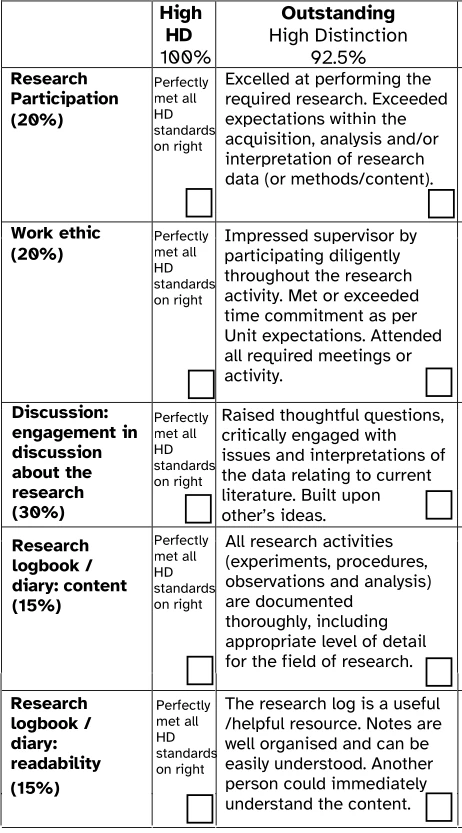 High
HD
100%
Outstanding
High Distinction
92.5%
Research
Participation
(20%)
Perfectly
met all
HD
standards
on right
Excelled at performing the
required research. Exceeded
expectations within the
acquisition, analysis and/or
interpretation of research
data (or methods/content).
Work ethic
(20%)
Perfectly
met all
HD
standards
on right
Impressed supervisor by
participating diligently
throughout the research
activity. Met or exceeded
time commitment as per
Unit expectations. Attended
all required meetings or
activity.
Discussion:
engagement in
discussion
about the
research
(30%)
Perfectly
met all
HD
standards
on right
Raised thoughtful questions,
critically engaged with
issues and interpretations of
the data relating to current
literature. Built upon
other's ideas.
Research
logbook /
diary: content
(15%)
Perfectly
met all
HD
standards
on right
All research activities
(experiments, procedures,
observations and analysis)
are documented
thoroughly, including
appropriate level of detail
for the field of research.
Research
logbook /
diary:
readability
(15%)
Perfectly
met all
HD
standards
on right
The research log is a useful
/helpful resource. Notes are
well organised and can be
easily understood. Another
person could immediately
understand the content.